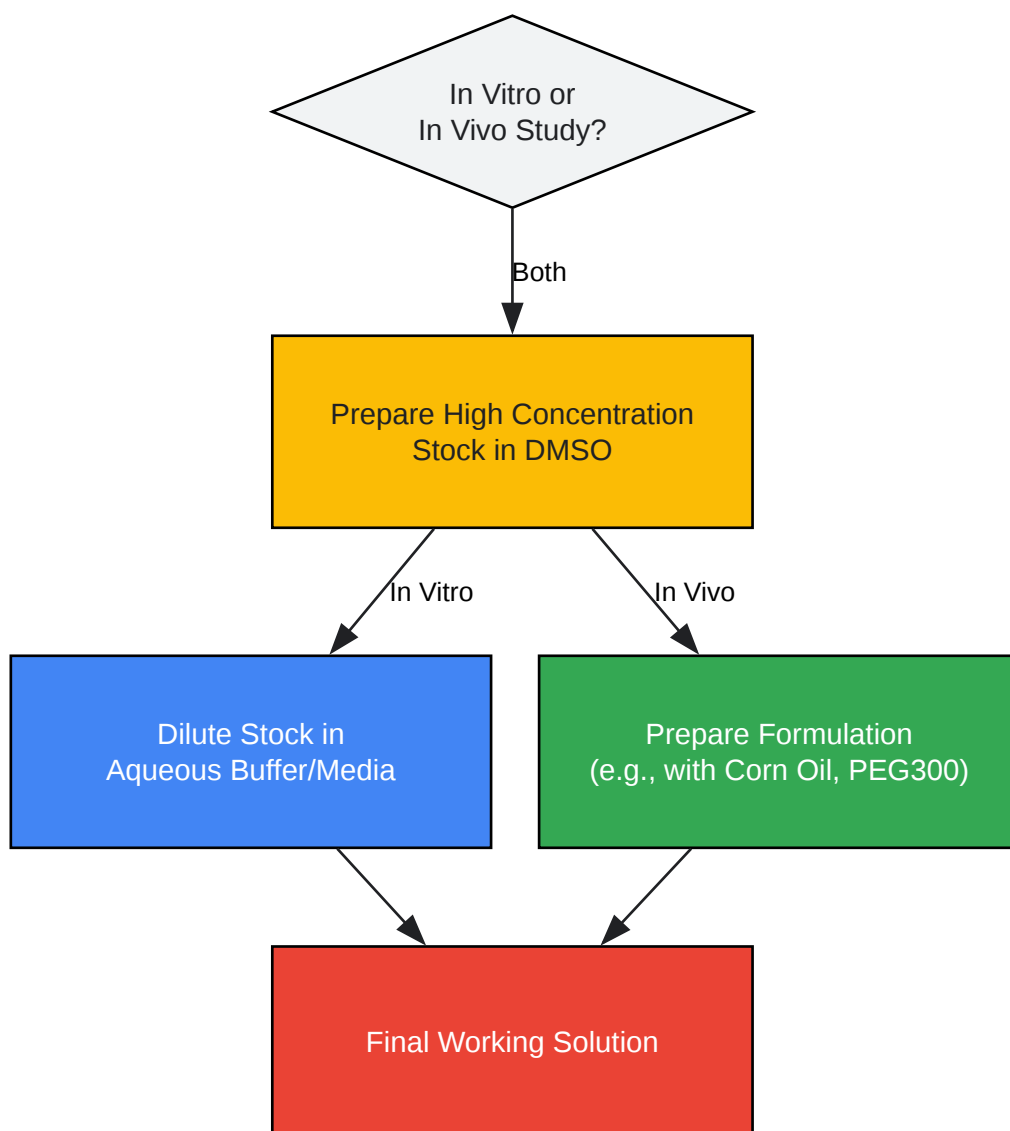 In Vitro or
In Vivo Study?
Both
Prepare High Concentration
Stock in DMSO
In Vitro
In Vivo
Dilute Stock in
Aqueous Buffer/Media
Prepare Formulation
(e.g., with Corn Oil, PEG300)
Final Working Solution